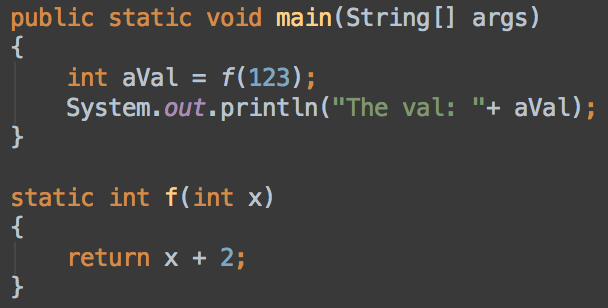 public static void main(String[] args)
{
    int aVal = f(123);
    System.out.println("The val: "+ aVal);
}

static int f(int x)
{
    return x + 2;
}